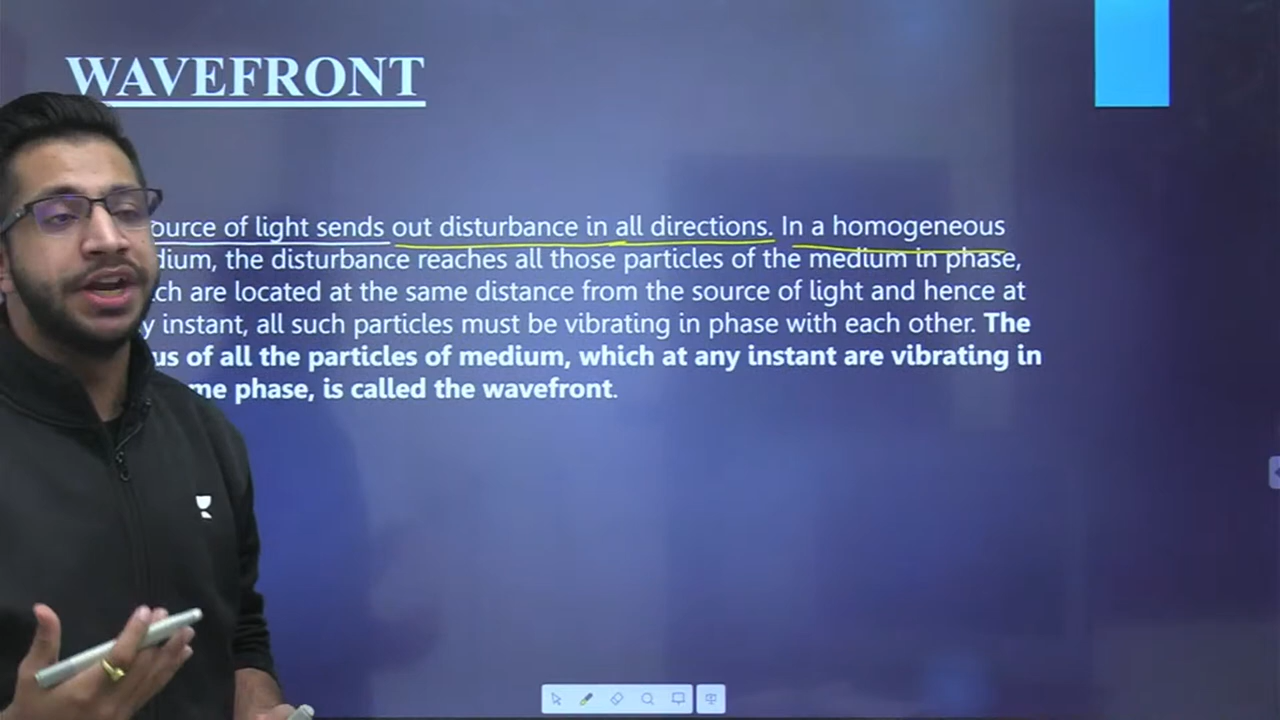 WAVEFRONT
ource of light sends out disturbance in all directions. In a homogeneous
dium, the disturbance reaches all those particles of the medium in phase,
ch are located at the same distance from the source of light and hence at
y instant, all such particles must be vibrating in phase with each other. The
us of all the particles of medium, which at any instant are vibrating in
me phase, is called the wavefront.